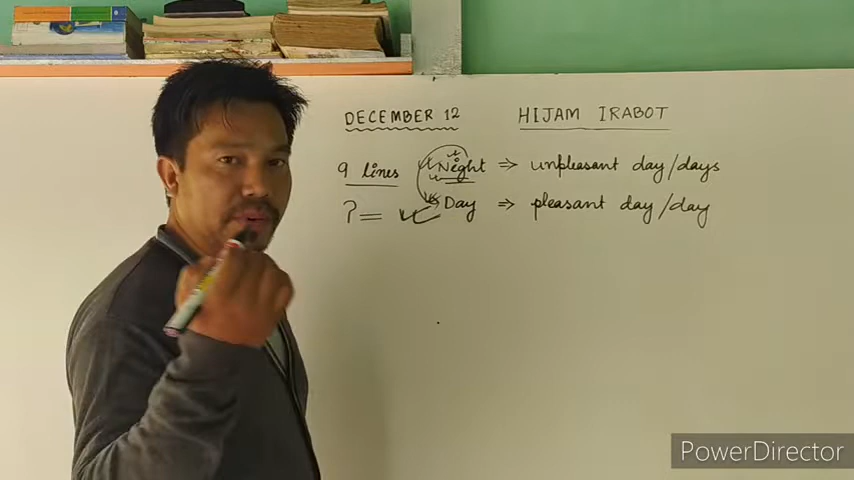 DECEMBER 12 HIJAM IRABOT
9 lines Night ⇒ unpleasant day/days
? = Day ⇒ pleasant day/day
PowerDirector